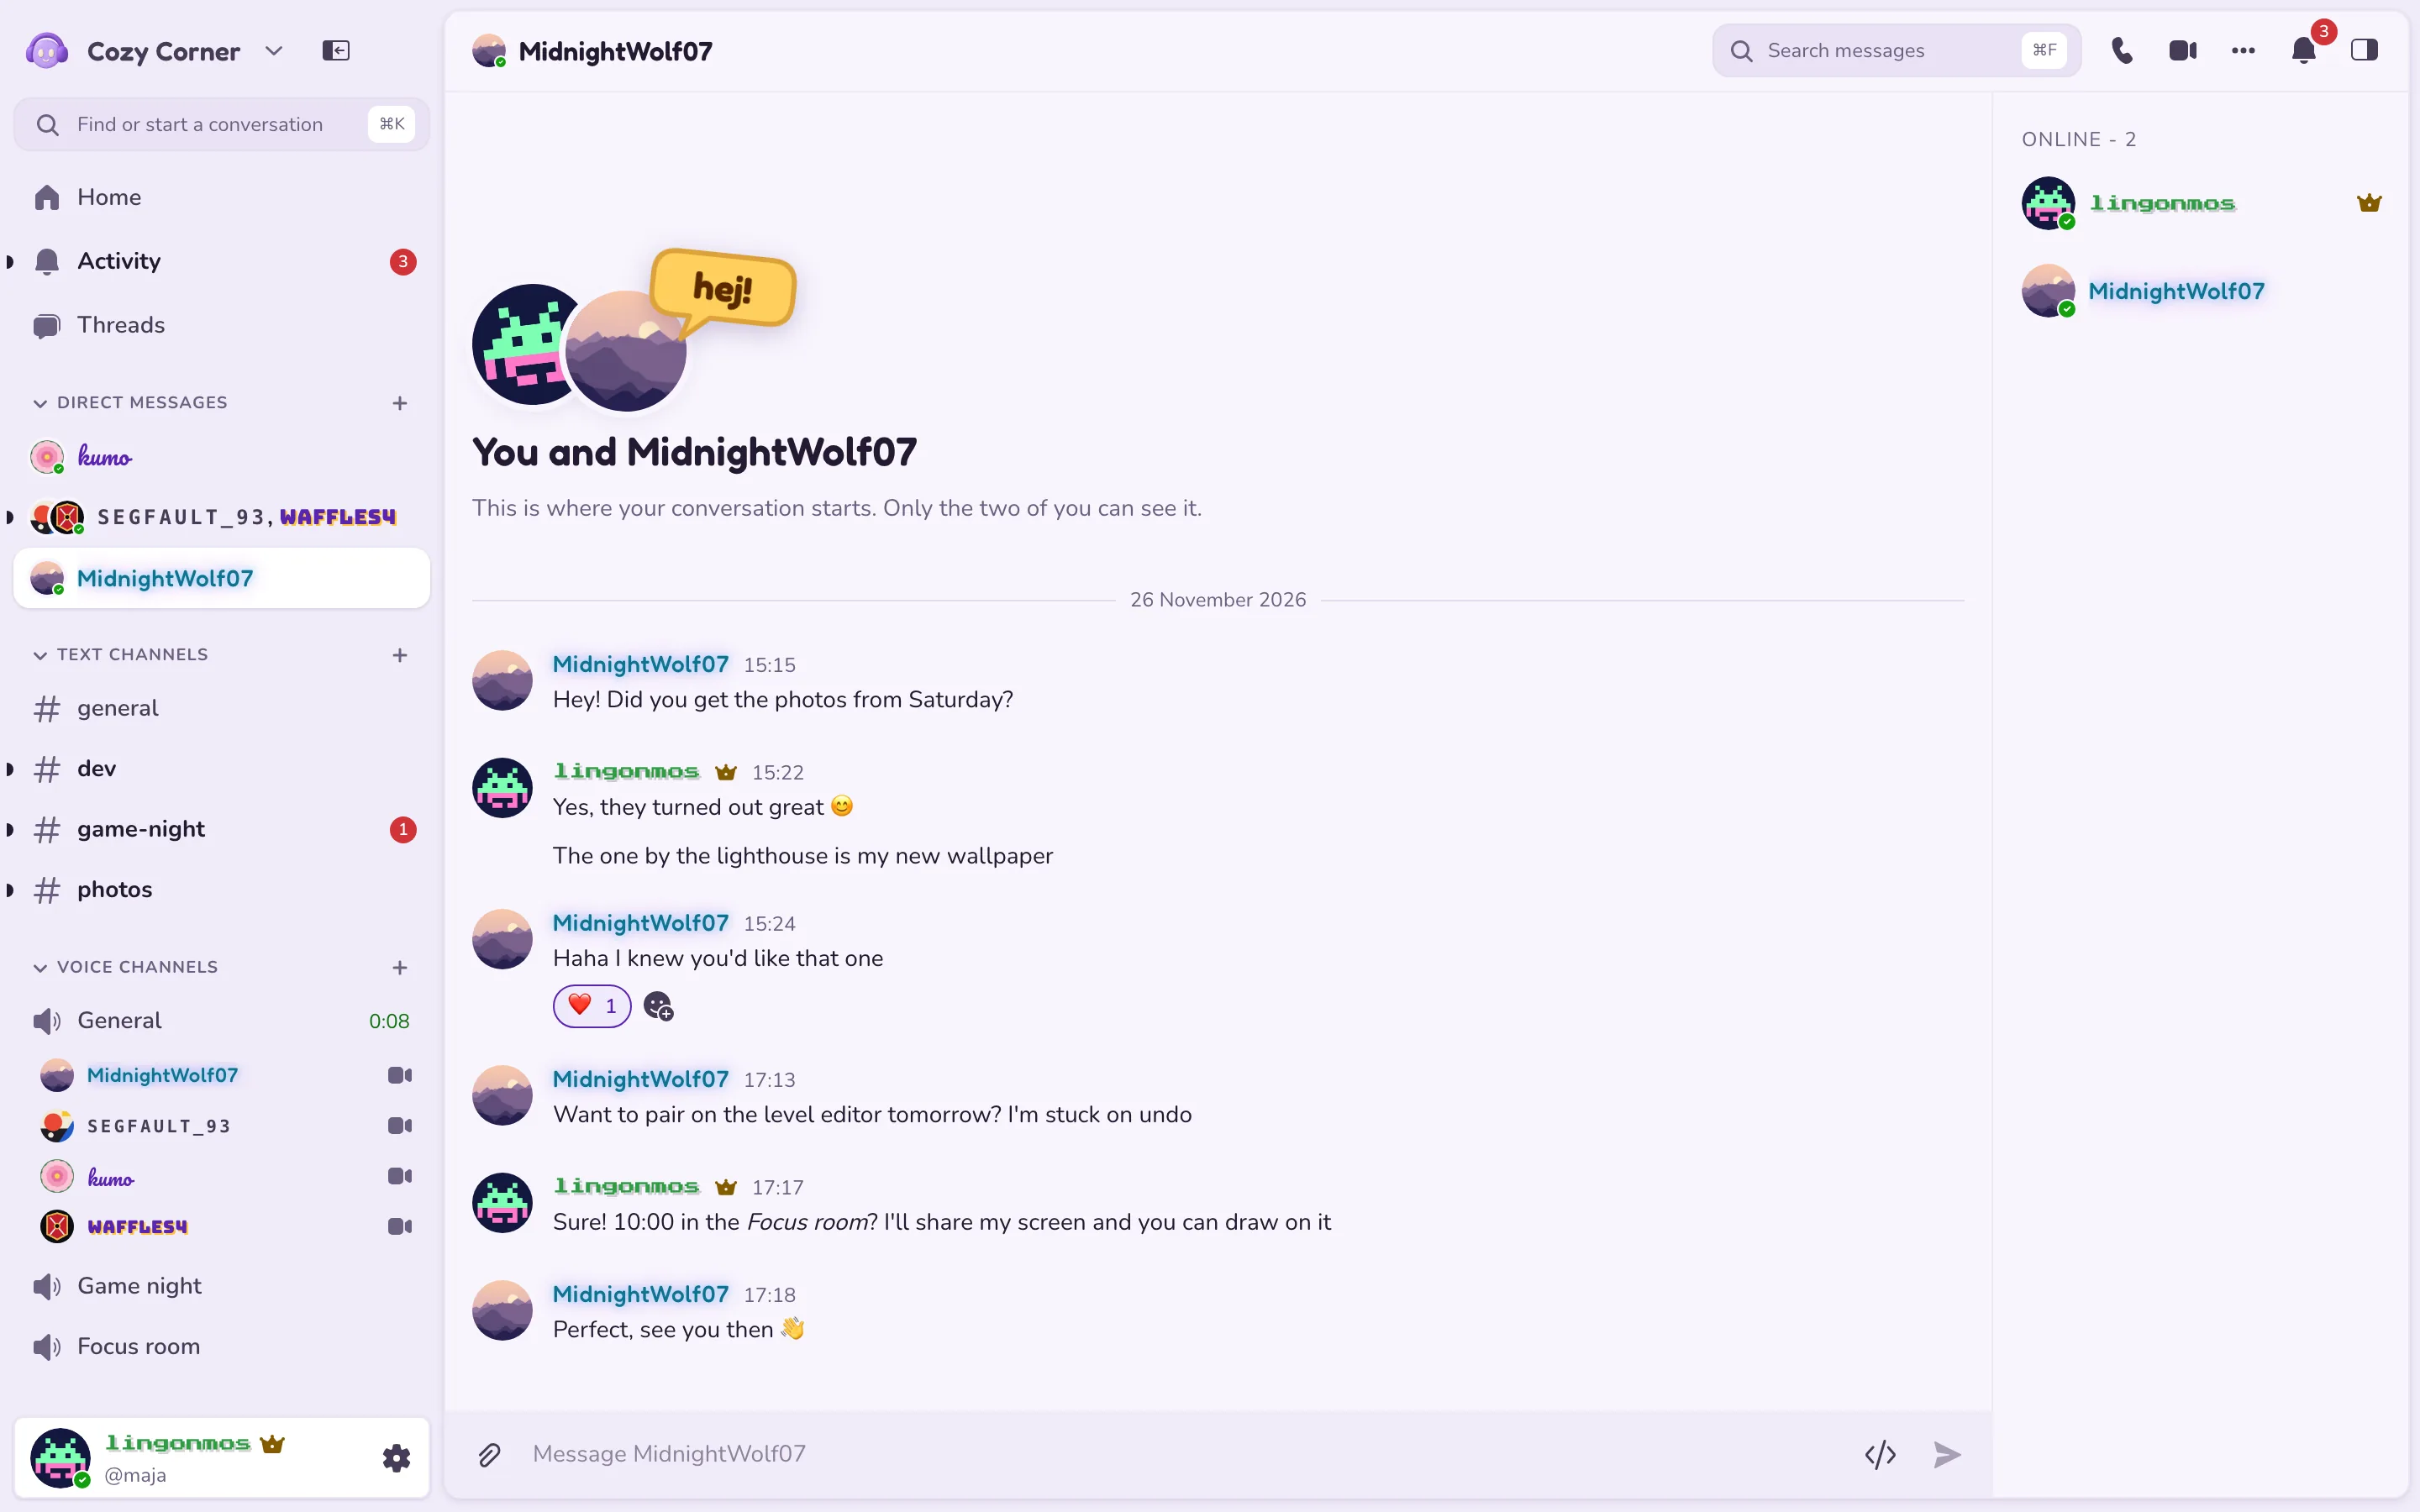 Cozy Corner
Find or start a conversation ⌘K
Home
Activity 3
Threads
DIRECT MESSAGES
kumo
SEGFAULT_93, WAFFLES4
MidnightWolf07
TEXT CHANNELS
general
dev
game-night 1
photos
VOICE CHANNELS
General 0:08
MidnightWolf07
SEGFAULT_93
kumo
WAFFLES4
Game night
Focus room
lingonmos
@maja
MidnightWolf07
Search messages ⌘F
3
hej!
You and MidnightWolf07
This is where your conversation starts. Only the two of you can see it.
26 November 2026
MidnightWolf07 15:15
Hey! Did you get the photos from Saturday?
lingonmos 15:22
Yes, they turned out great 😊
The one by the lighthouse is my new wallpaper
MidnightWolf07 15:24
Haha I knew you'd like that one
❤️ 1
MidnightWolf07 17:13
Want to pair on the level editor tomorrow? I'm stuck on undo
lingonmos 17:17
Sure! 10:00 in the Focus room? I'll share my screen and you can draw on it
MidnightWolf07 17:18
Perfect, see you then 👋
Message MidnightWolf07
ONLINE - 2
lingonmos
MidnightWolf07